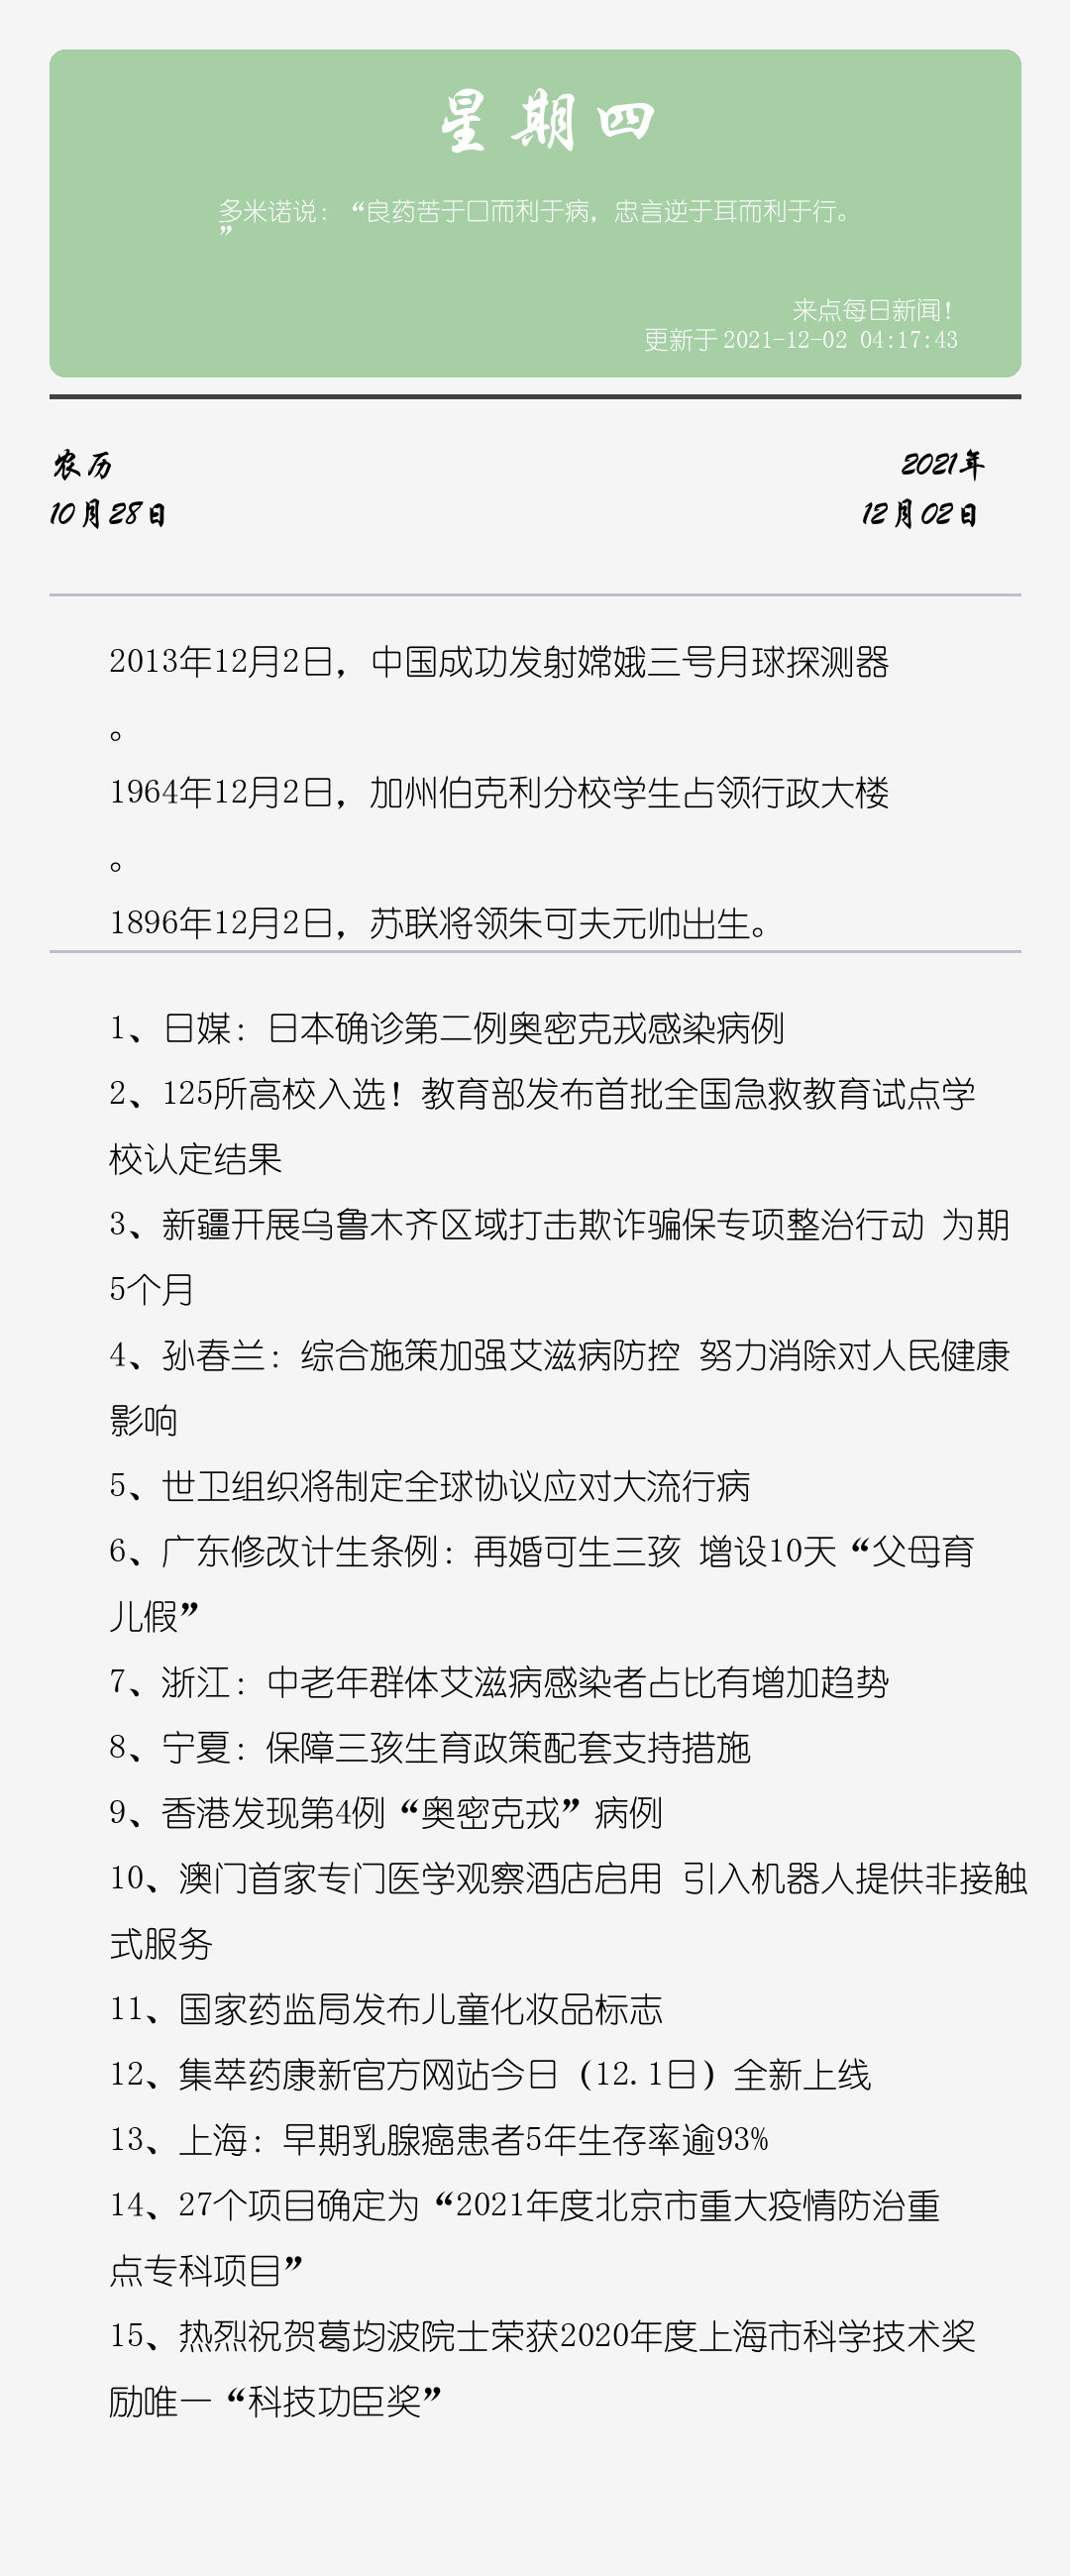 星期四
多米诺说：“良药苦于口而利于病，忠言逆于耳而利于行。
”
来点每日新闻！
更新于 2021-12-02 04:17:43
农历
2021年
10月28日
12月02日
2013年12月2日，中国成功发射嫦娥三号月球探测器
。
1964年12月2日，加州伯克利分校学生占领行政大楼
。
1896年12月2日，苏联将领朱可夫元帅出生。
1、日媒：日本确诊第二例奥密克戎感染病例
2、125所高校入选！教育部发布首批全国急救教育试点学
校认定结果
3、新疆开展乌鲁木齐区域打击欺诈骗保专项整治行动 为期
5个月
4、孙春兰：综合施策加强艾滋病防控 努力消除对人民健康
影响
5、世卫组织将制定全球协议应对大流行病
6、广东修改计生条例：再婚可生三孩 增设10天“父母育
儿假”
7、浙江：中老年群体艾滋病感染者占比有增加趋势
8、宁夏：保障三孩生育政策配套支持措施
9、香港发现第4例“奥密克戎”病例
10、澳门首家专门医学观察酒店启用 引入机器人提供非接触
式服务
11、国家药监局发布儿童化妆品标志
12、集萃药康新官方网站今日（12.1日）全新上线
13、上海：早期乳腺癌患者5年生存率逾93%
14、27个项目确定为“2021年度北京市重大疫情防治重
点专科项目”
15、热烈祝贺葛均波院士荣获2020年度上海市科学技术奖
励唯一“科技功臣奖”